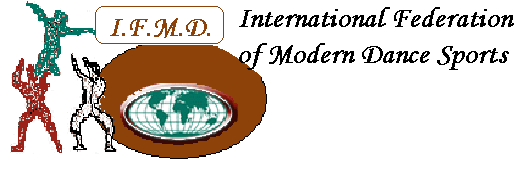 I.F.M.D.
International Federation
of Modern Dance Sports